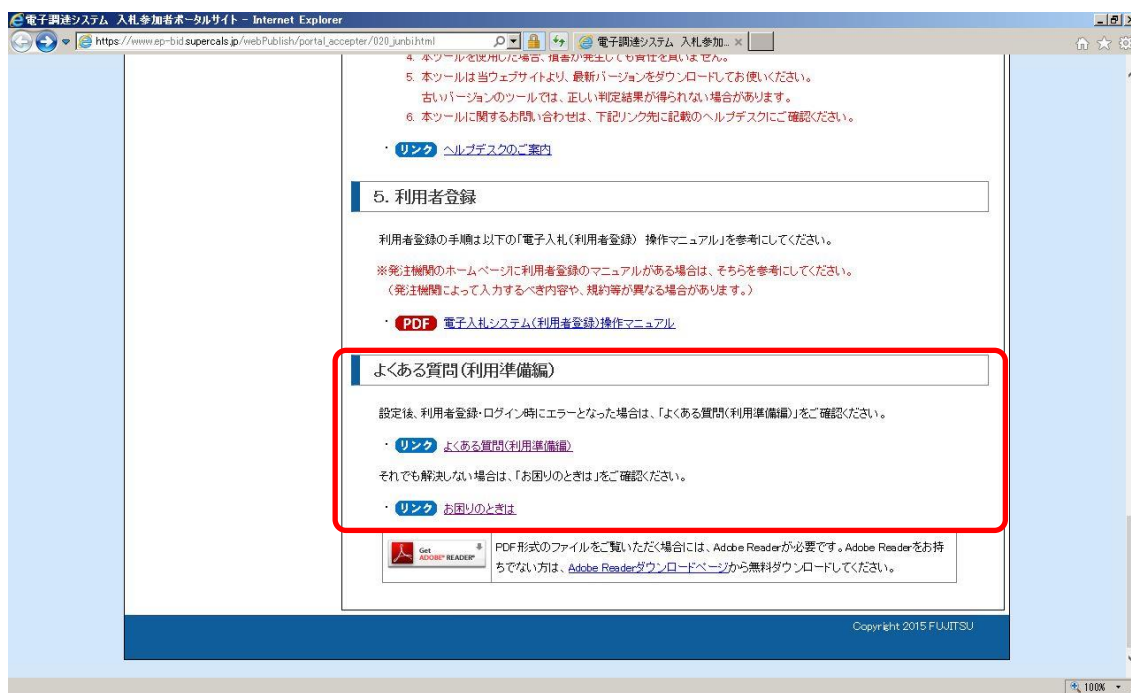 電子調達システム 入札参加者ポータルサイト - Internet Explorer
https://www.ep-bid.supercals.jp/webPublish/portal_accepter/020_junbi.html
電子調達システム 入札参加...
4. 本ツールを使用した場合、損害が発生しても責任を負いません。
5. 本ツールは当ウェブサイトより、最新バージョンをダウンロードしてお使いください。
古いバージョンのツールでは、正しい判定結果が得られない場合があります。
6. 本ツールに関するお問い合わせは、下記リンク先に記載のヘルプデスクにご確認ください。
・ リンク ヘルプデスクのご案内
5. 利用者登録
利用者登録の手順は以下の「電子入札(利用者登録) 操作マニュアル」を参考にしてください。
※発注機関のホームページに利用者登録のマニュアルがある場合は、そちらを参考にしてください。
(発注機関によって入力するべき内容や、規約等が異なる場合があります。)
・ PDF 電子入札システム(利用者登録)操作マニュアル
よくある質問(利用準備編)
設定後、利用者登録・ログイン時にエラーとなった場合は、「よくある質問(利用準備編)」をご確認ください。
・ リンク よくある質問(利用準備編)
それでも解決しない場合は、「お困りのときは」をご確認ください。
・ リンク お困りのときは
Get ADOBE® READER®
PDF形式のファイルをご覧いただく場合には、Adobe Readerが必要です。Adobe Readerをお持
ちでない方は、Adobe Readerダウンロードページから無料ダウンロードしてください。
Copyright 2015 FUJITSU
100%